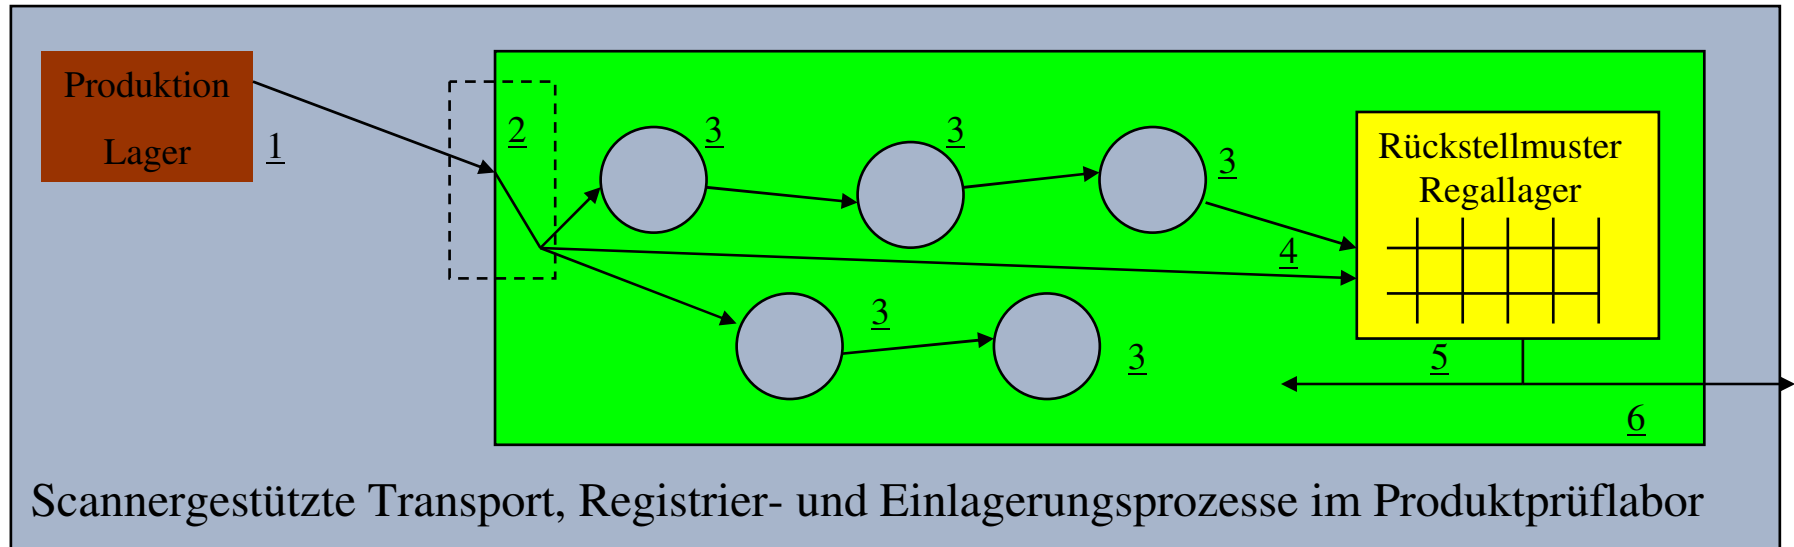 Produktion
Lager
1
2
3
3
3
Rückstellmuster
Regallager
4
3
3
5
6
Scannergestützte Transport, Registrier- und Einlagerungsprozesse im Produktprüflabor